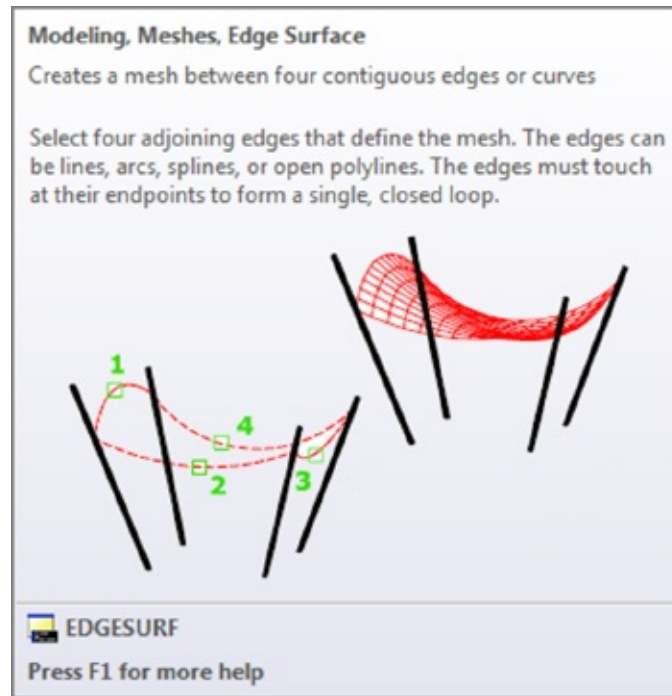 Modeling, Meshes, Edge Surface
Creates a mesh between four contiguous edges or curves
Select four adjoining edges that define the mesh. The edges can
be lines, arcs, splines, or open polylines. The edges must touch
at their endpoints to form a single, closed loop.
1
4
2
3
EDGESURF
Press F1 for more help